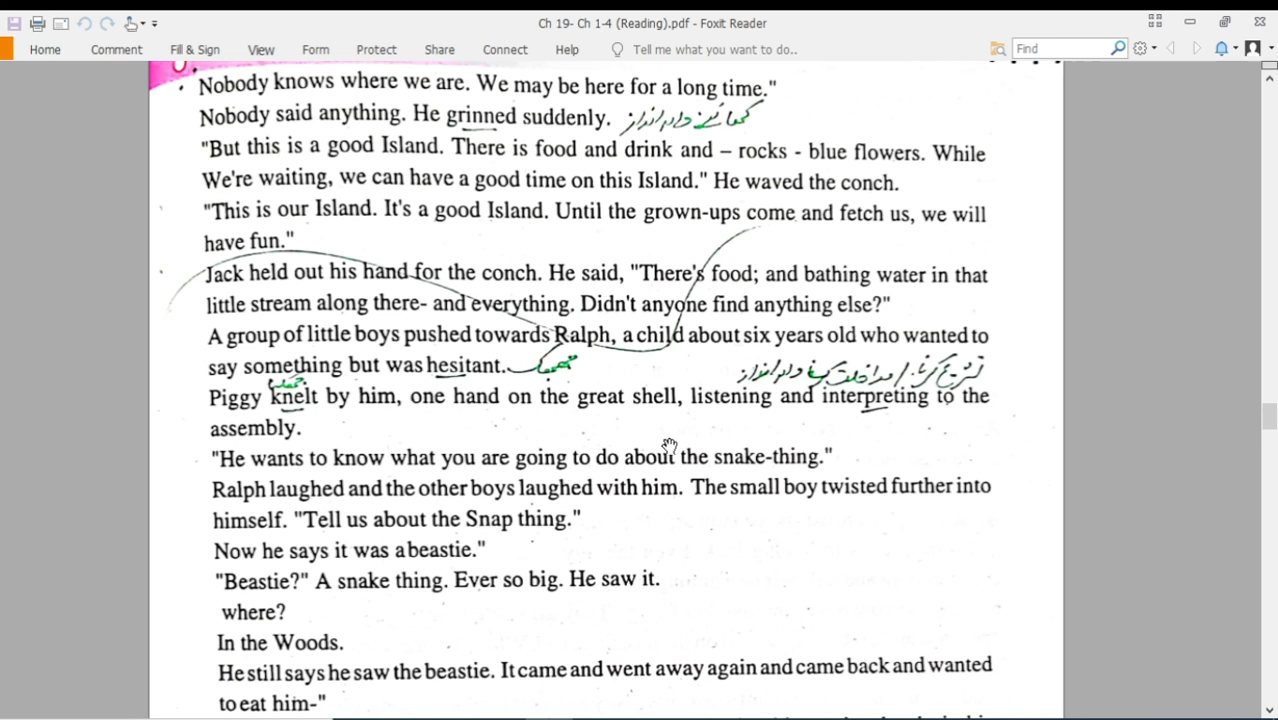 Ch 19- Ch 1-4 (Reading).pdf - Foxit Reader
Home Comment Fill & Sign View Form Protect Share Connect Help Tell me what you want to do.. Find
Nobody knows where we are. We may be here for a long time."
Nobody said anything. He grinned suddenly.
"But this is a good Island. There is food and drink and – rocks - blue flowers. While
We're waiting, we can have a good time on this Island." He waved the conch.
"This is our Island. It's a good Island. Until the grown-ups come and fetch us, we will
have fun."
Jack held out his hand for the conch. He said, "There's food; and bathing water in that
little stream along there- and everything. Didn't anyone find anything else?"
A group of little boys pushed towards Ralph, a child about six years old who wanted to
say something but was hesitant.
Piggy knelt by him, one hand on the great shell, listening and interpreting to the
assembly.
"He wants to know what you are going to do about the snake-thing."
Ralph laughed and the other boys laughed with him. The small boy twisted further into
himself. "Tell us about the Snap thing."
Now he says it was a beastie."
"Beastie?" A snake thing. Ever so big. He saw it.
where?
In the Woods.
He still says he saw the beastie. It came and went away again and came back and wanted
to eat him-"